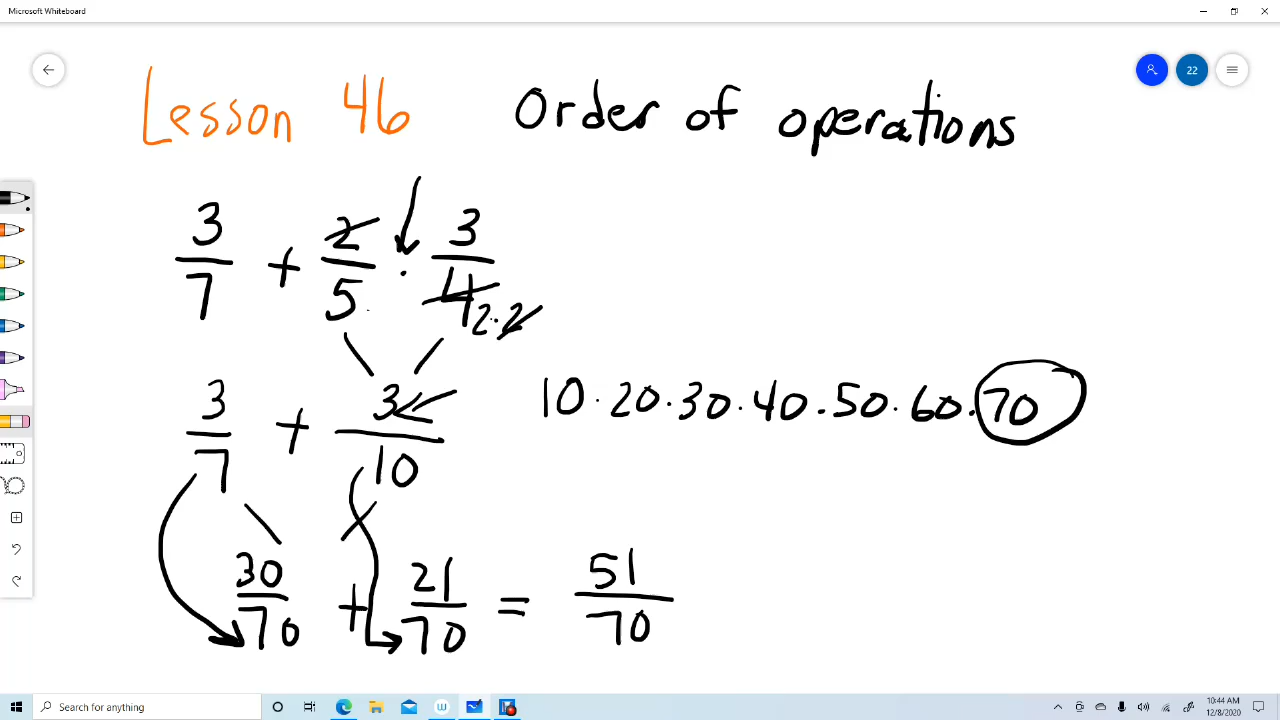 Microsoft Whiteboard
22
Lesson 46 Order of operations
3/7 + 2/5 · 3/4 2·2
3/7 + 3/10 10 · 20 · 30 · 40 · 50 · 60 · 70
30/70 + 21/70 = 51/70
Search for anything
10:44 AM
12/8/2020